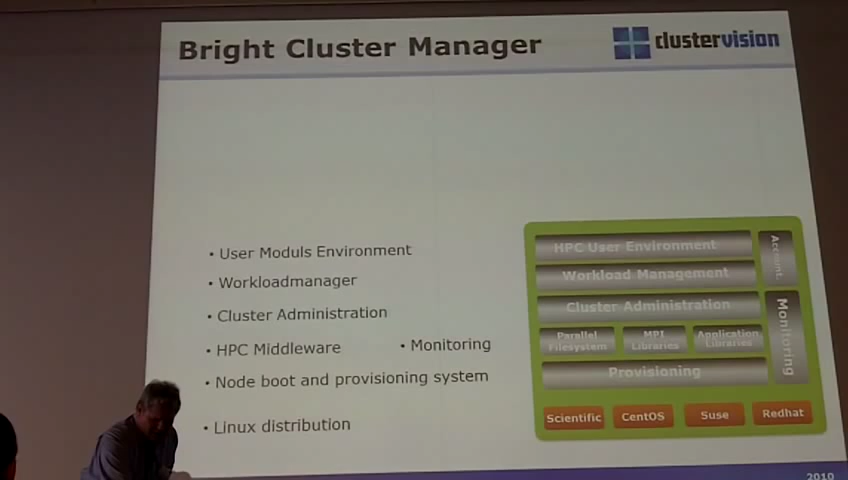 Bright Cluster Manager
clustervision
• User Moduls Environment
• Workloadmanager
• Cluster Administration
• HPC Middleware
• Monitoring
• Node boot and provisioning system
• Linux distribution
HPC User Environment
Account.
Workload Management
Cluster Administration
Monitoring
Parallel
Filesystem
MPI
Libraries
Application
Libraries
Provisioning
Scientific
CentOS
Suse
Redhat
2010